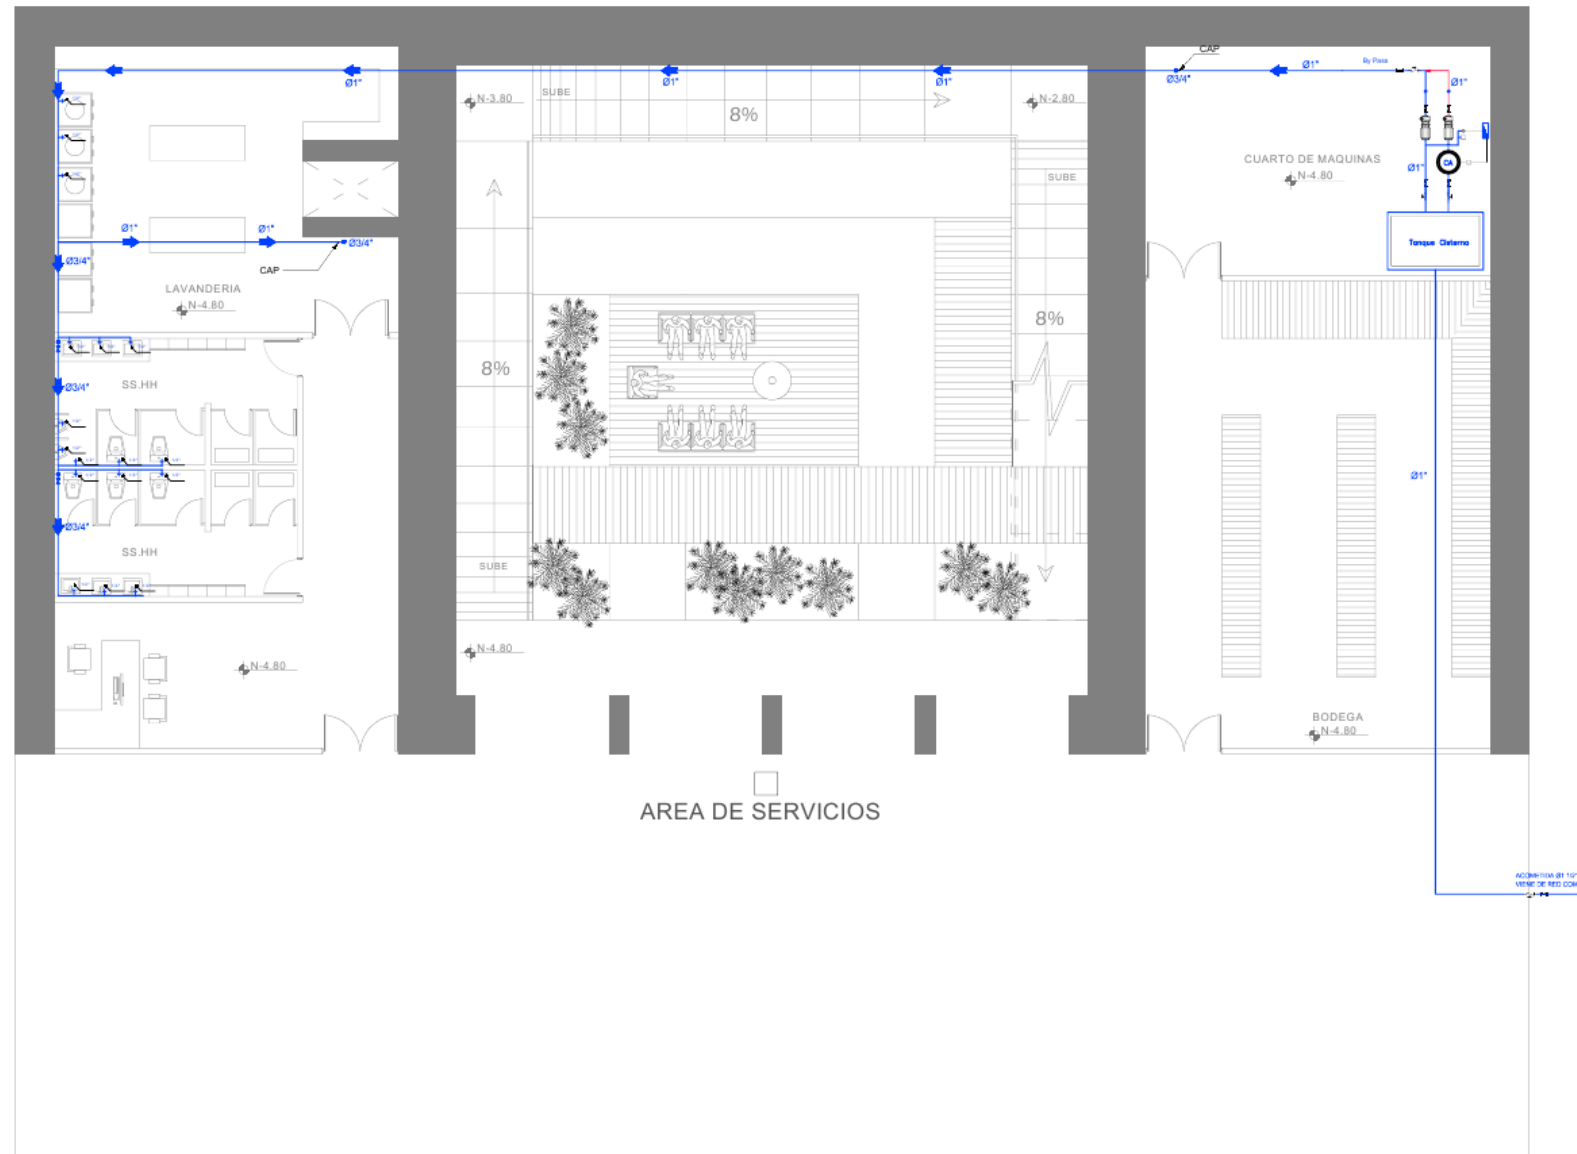 CAP
Ø1"
Ø1"
Ø1"
Ø1"
Ø3/4"
Ø1"
By Pass
Ø1"
SUBE
N-3.80
8%
N-2.80
SUBE
CUARTO DE MAQUINAS
N-4.80
Ø1"
CA
Ø1"
Ø1"
Ø3/4"
CAP
Ø3/4"
Tanque Cisterna
LAVANDERIA
N-4.80
8%
8%
SS.HH
Ø3/4"
Ø1"
Ø3/4"
SS.HH
SUBE
N-4.80
N-4.80
BODEGA
N-4.80
AREA DE SERVICIOS
VIENE DE RED